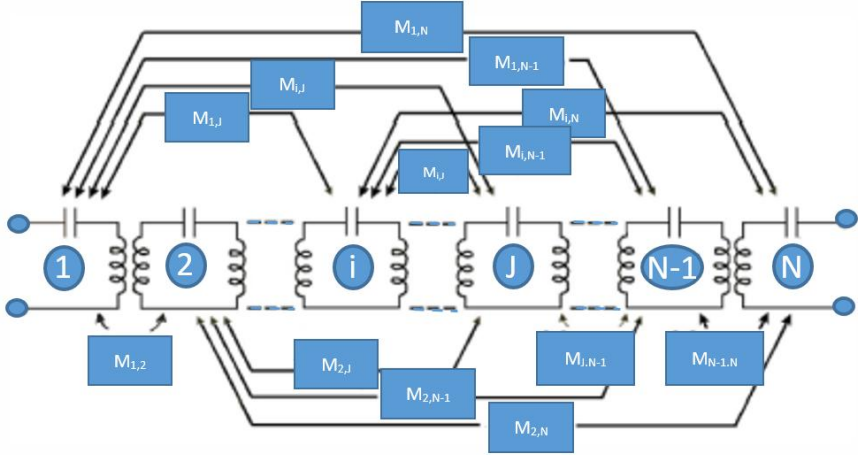 M1,N
M1,N-1
Mi,J
M1,J
Mi,N
Mi,N-1
Mi,J
1
2
i
J
N-1
N
M1,2
M2,J
M2,N-1
M2,N
MJ,N-1
MN-1,N